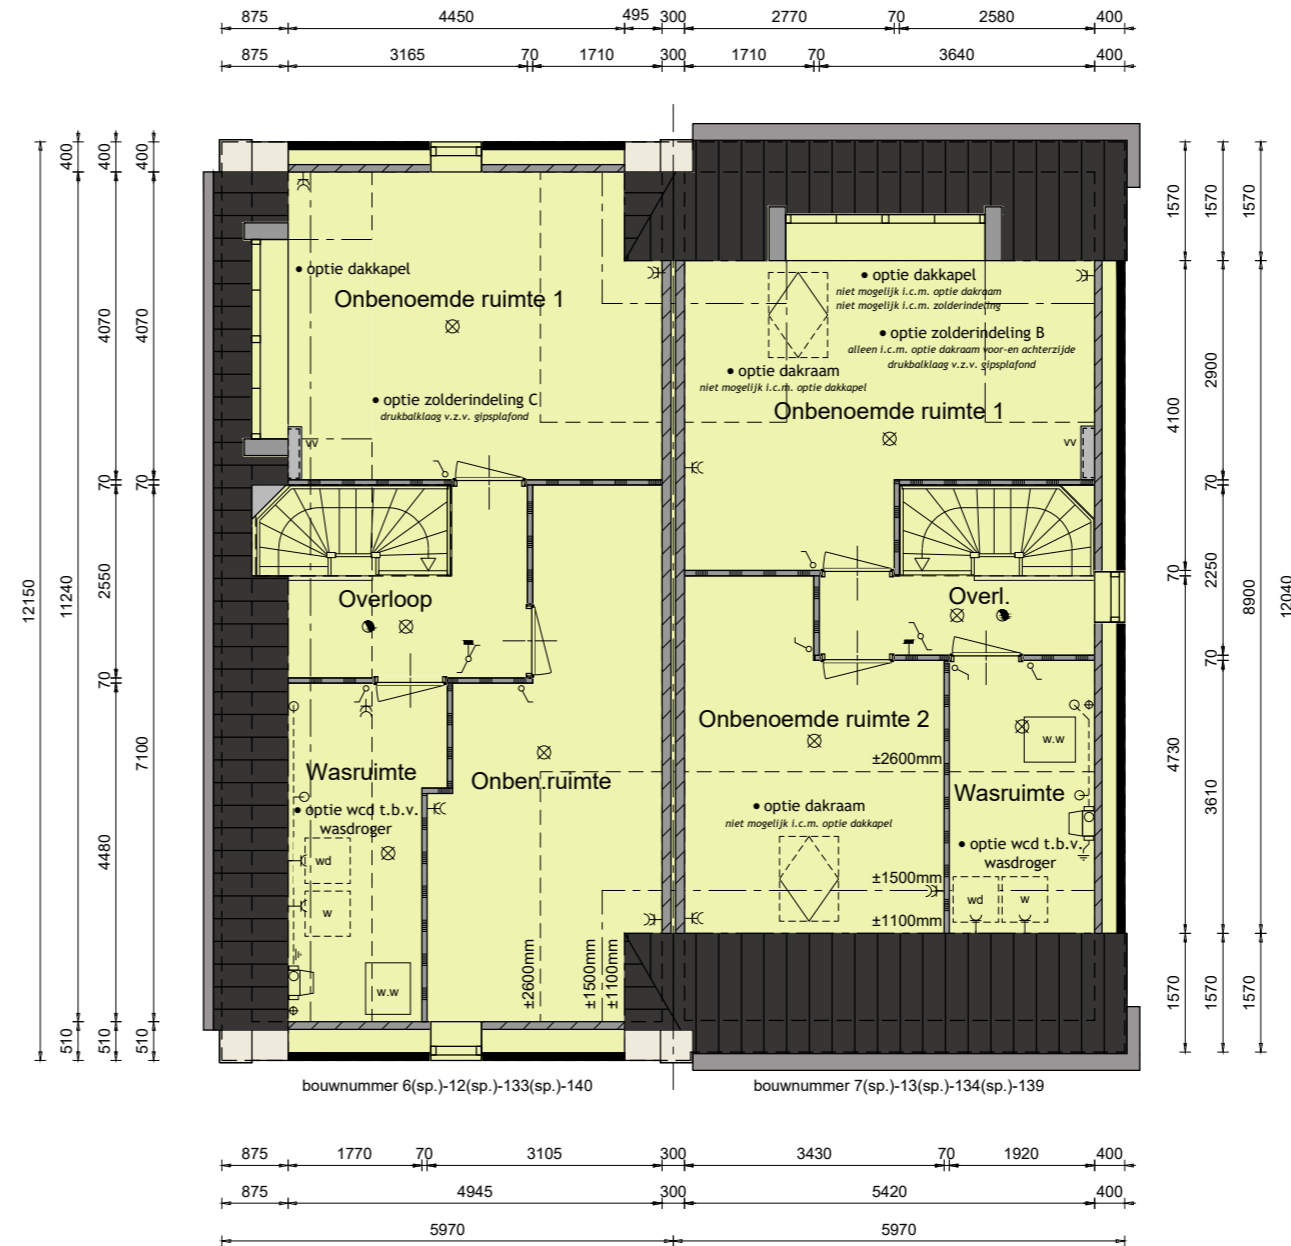 875 4450 495 300 2770 70 2580 400
875 3165 70 1710 300 1710 70 3640 400
12150
400
11240
510
400
4070
70
2550
70
4480
510
400
4070
70
7100
510
• optie dakkapel
Onbenoemde ruimte 1
• optie zolderindeling C
drukbalklaag v.z.v. gipsplafond
vv
Overloop
Wasruimte
• optie wcd t.b.v.
wasdroger
wd
w
w.w
Onben.ruimte
±2600mm
±1500mm
±1100mm
• optie dakkapel
niet mogelijk i.c.m. optie dakraam
niet mogelijk i.c.m. zolderindeling
• optie zolderindeling B
alleen i.c.m. optie dakraam voor-en achterzijde
drukbalklaag v.z.v. gipsplafond
• optie dakraam
niet mogelijk i.c.m. optie dakkapel
Onbenoemde ruimte 1
vv
Overl.
Onbenoemde ruimte 2
±2600mm
w.w
Wasruimte
• optie dakraam
niet mogelijk i.c.m. optie dakkapel
• optie wcd t.b.v.
wasdroger
±1500mm
wd
w
±1100mm
1570
4100
70
4730
1570
1570
2900
70
2250
70
3610
1570
1570
8900
1570
12040
bouwnummer 6(sp.)-12(sp.)-133(sp.)-140
bouwnummer 7(sp.)-13(sp.)-134(sp.)-139
875 1770 70 3105 300 3430 70 1920 400
875 4945 300 5420 400
5970 5970